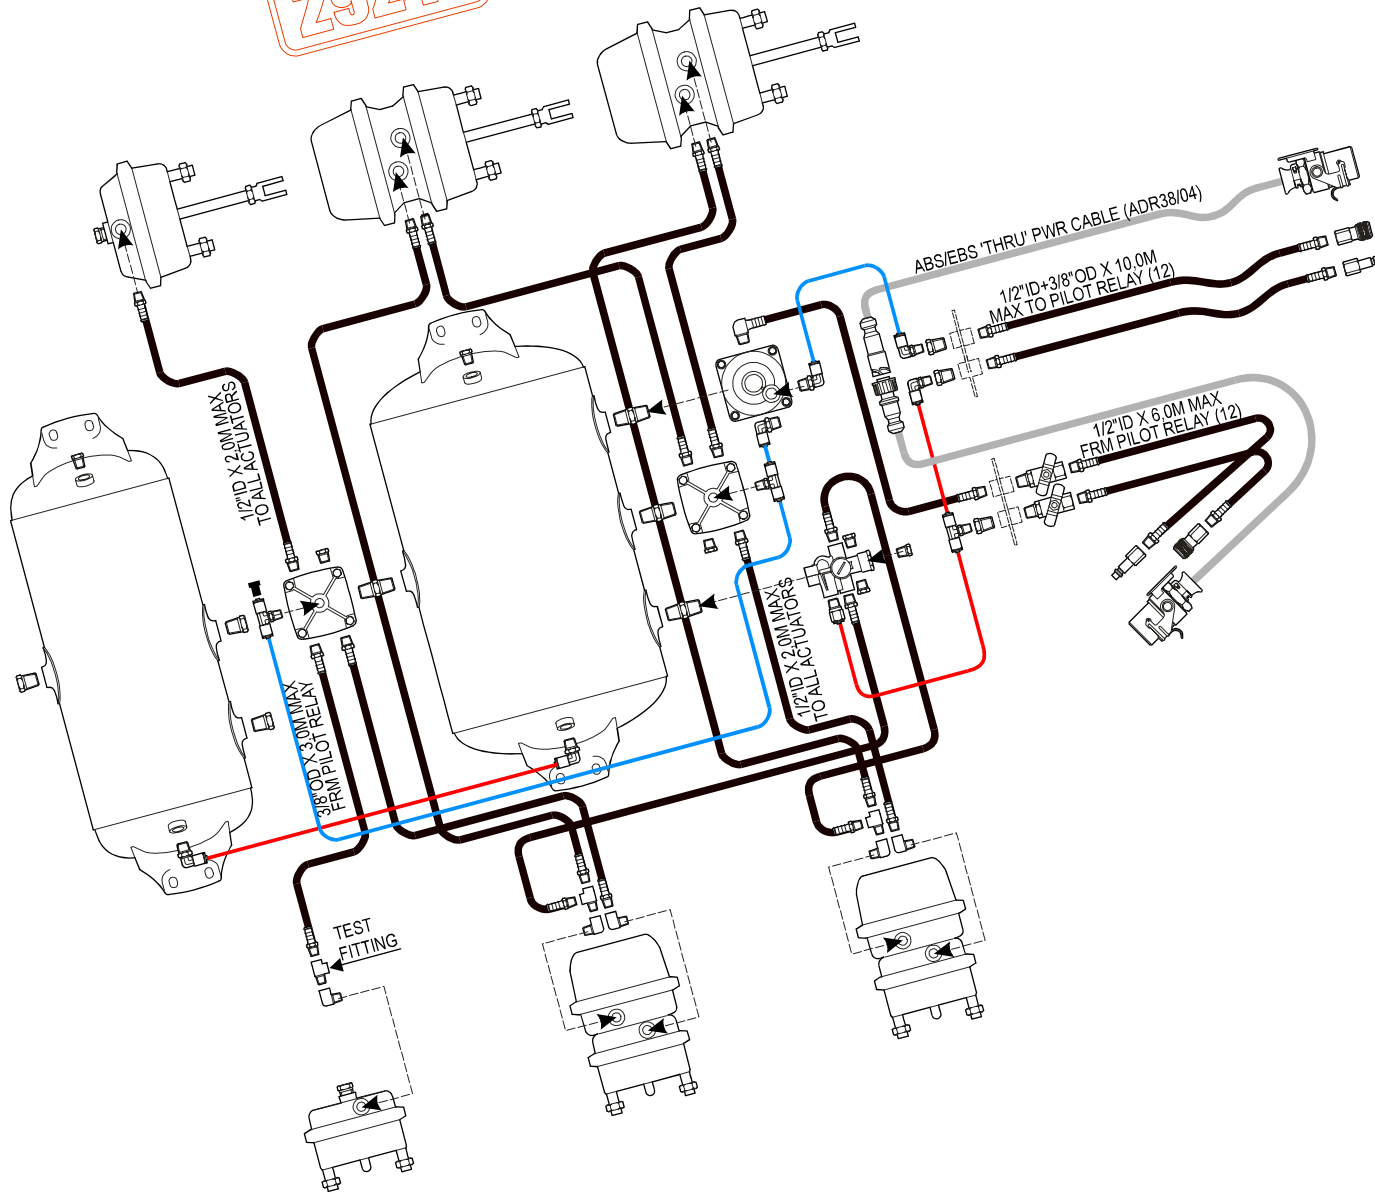 ABS/EBS 'THRU' PWR CABLE (ADR38/04)
1/2"ID+3/8"OD X 10,0M
MAX TO PILOT RELAY (12)
1/2"ID X 6,0M MAX
FRM PILOT RELAY (12)
1/2"ID X 2,0M MAX
TO ALL ACTUATORS
1/2"ID X 2,0M MAX
TO ALL ACTUATORS
3/8"OD X 3,0M MAX
FRM PILOT RELAY
TEST
FITTING